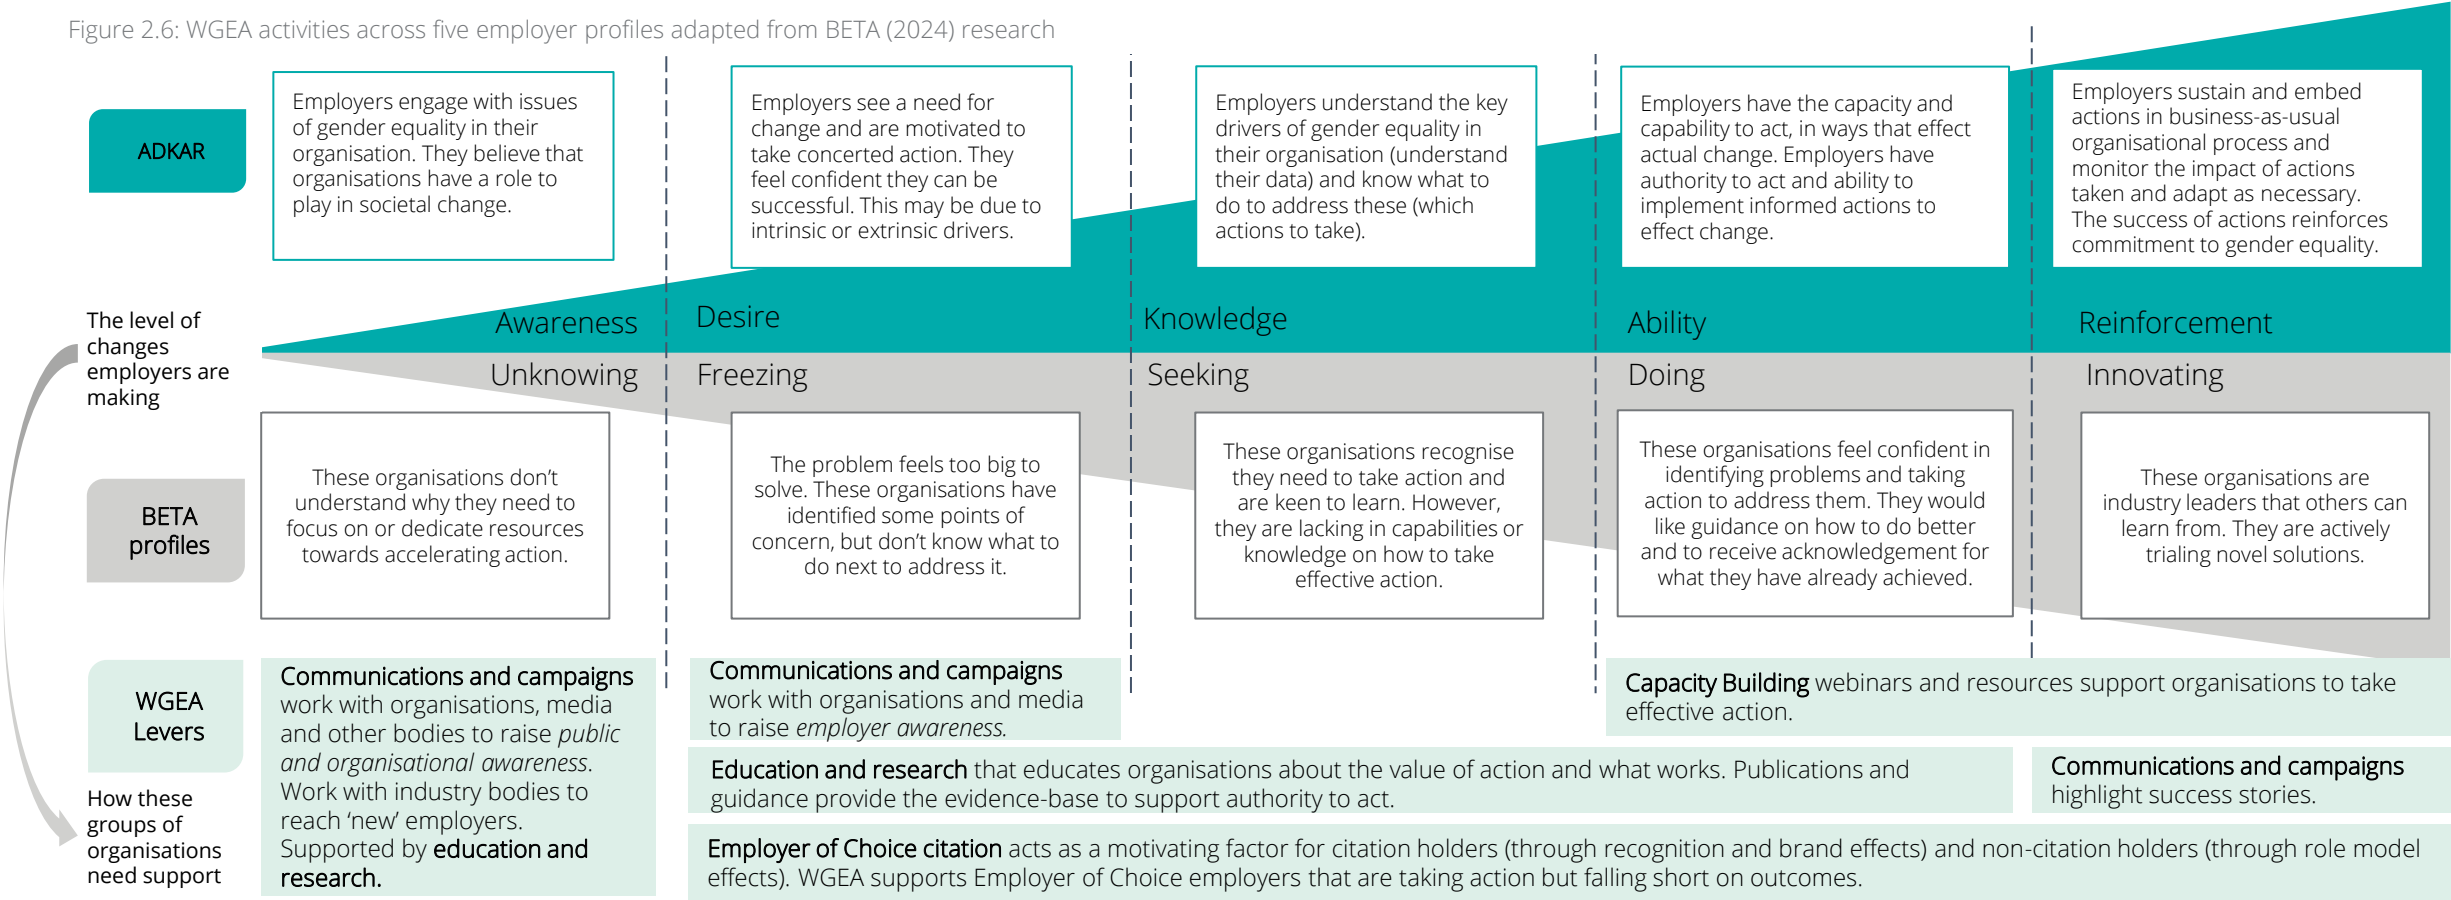 Figure 2.6: WGEA activities across five employer profiles adapted from BETA (2024) research
ADKAR
Employers engage with issues
of gender equality in their
organisation. They believe that
organisations have a role to
play in societal change.
Employers see a need for
change and are motivated to
take concerted action. They
feel confident they can be
successful. This may be due to
intrinsic or extrinsic drivers.
Employers understand the key
drivers of gender equality in
their organisation (understand
their data) and know what to
do to address these (which
actions to take).
Employers have the capacity and
capability to act, in ways that effect
actual change. Employers have
authority to act and ability to
implement informed actions to
effect change.
Employers sustain and embed
actions in business-as-usual
organisational process and
monitor the impact of actions
taken and adapt as necessary.
The success of actions reinforces
commitment to gender equality.
The level of
changes
employers are
making
Awareness
Desire
Knowledge
Ability
Reinforcement
Unknowing
Freezing
Seeking
Doing
Innovating
BETA
profiles
These organisations don’t
understand why they need to
focus on or dedicate resources
towards accelerating action.
The problem feels too big to
solve. These organisations have
identified some points of
concern, but don’t know what to
do next to address it.
These organisations recognise
they need to take action and
are keen to learn. However,
they are lacking in capabilities or
knowledge on how to take
effective action.
These organisations feel confident in
identifying problems and taking
action to address them. They would
like guidance on how to do better
and to receive acknowledgement for
what they have already achieved.
These organisations are
industry leaders that others can
learn from. They are actively
trialing novel solutions.
WGEA
Levers
How these
groups of
organisations
need support
Communications and campaigns
work with organisations, media
and other bodies to raise public
and organisational awareness.
Work with industry bodies to
reach ‘new’ employers.
Supported by education and
research.
Communications and campaigns
work with organisations and media
to raise employer awareness.
Capacity Building webinars and resources support organisations to take
effective action.
Education and research that educates organisations about the value of action and what works. Publications and
guidance provide the evidence-base to support authority to act.
Communications and campaigns
highlight success stories.
Employer of Choice citation acts as a motivating factor for citation holders (through recognition and brand effects) and non-citation holders (through role model
effects). WGEA supports Employer of Choice employers that are taking action but falling short on outcomes.